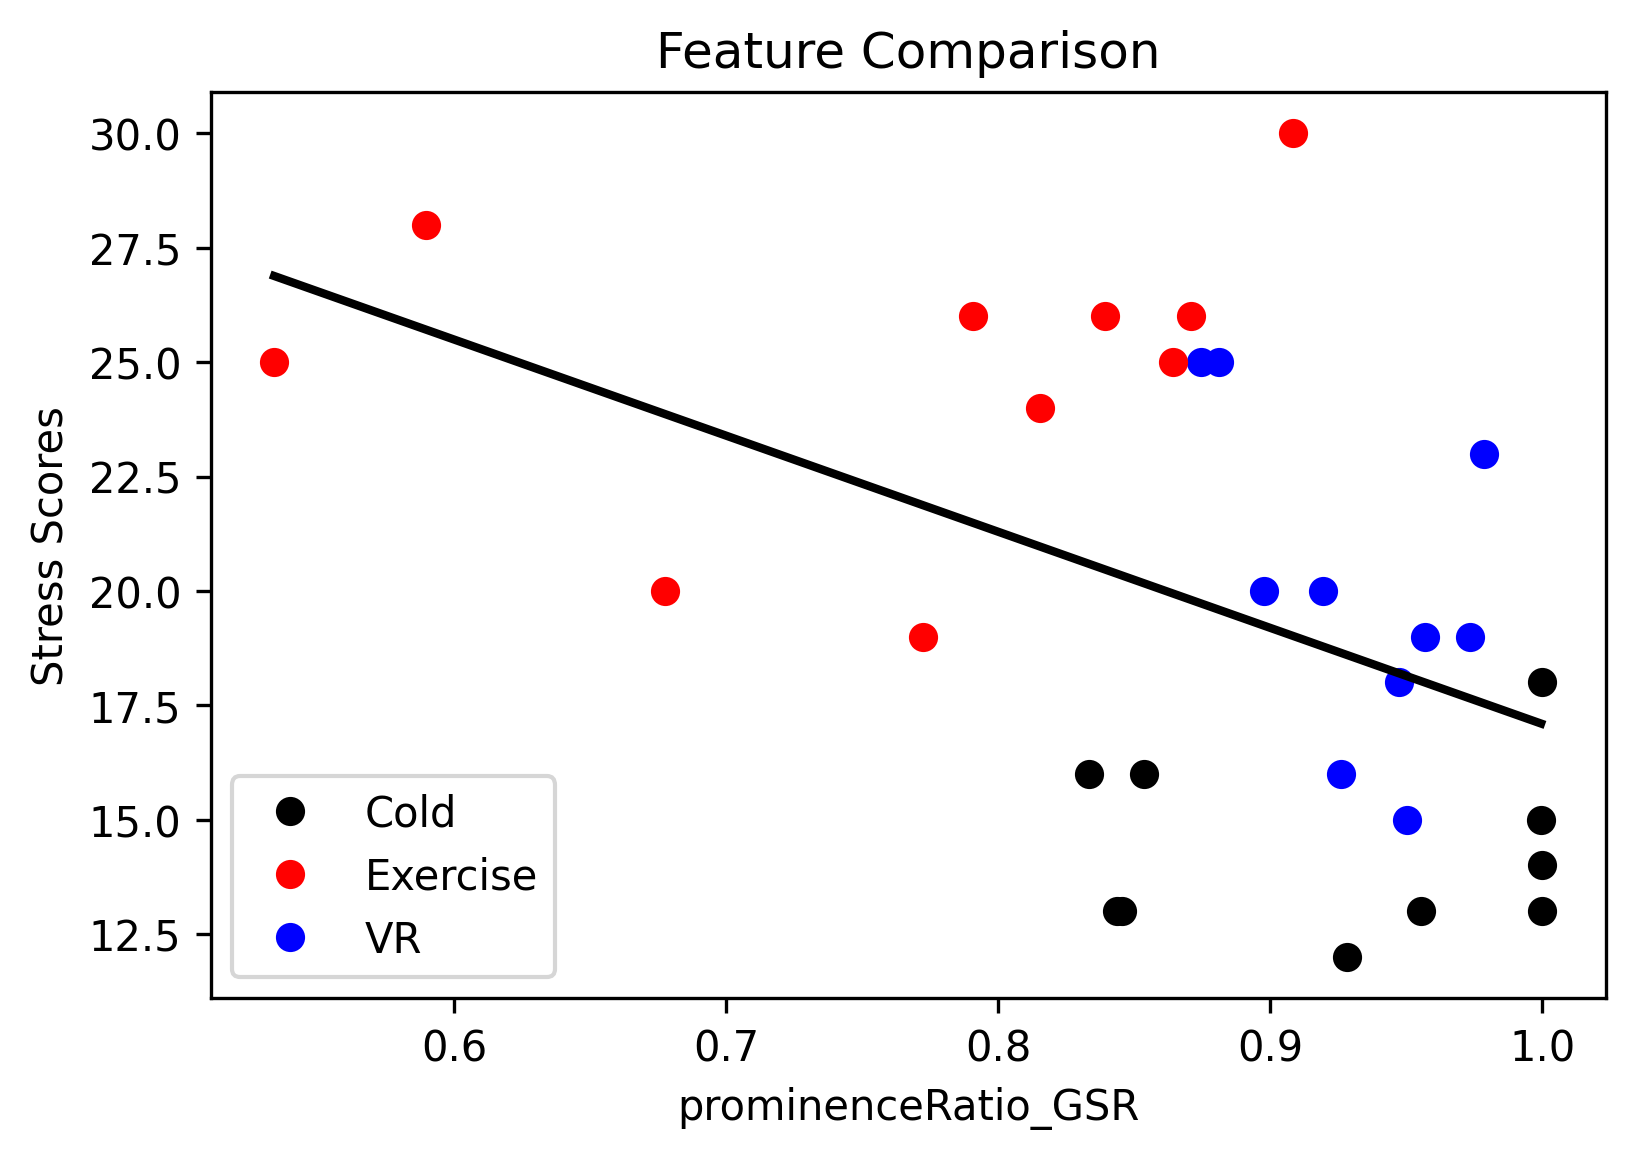 Feature Comparison
30.0
27.5
25.0
22.5
20.0
17.5
15.0
12.5
Stress Scores
Cold
Exercise
VR
0.6 0.7 0.8 0.9 1.0
prominenceRatio_GSR